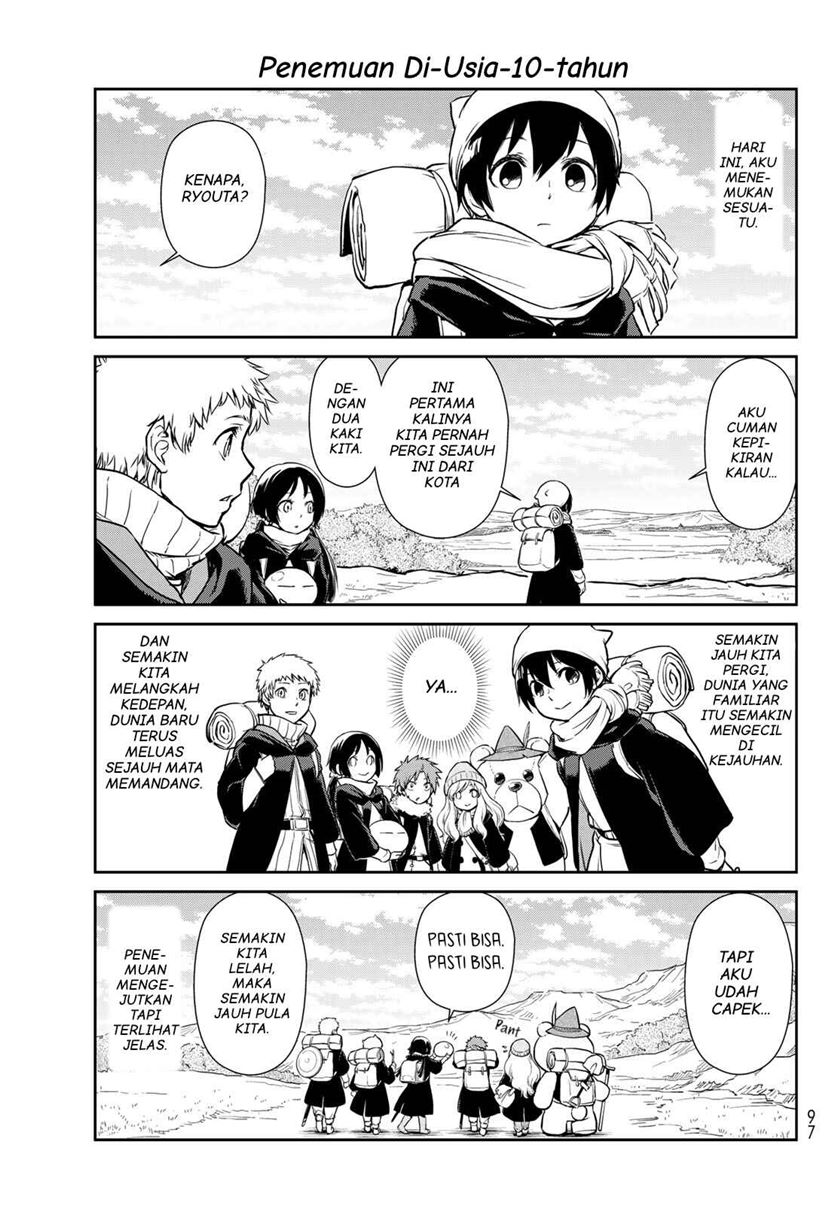 Penemuan Di-Usia-10-tahun
HARI
INI, AKU
MENE-
MUKAN
SESUA-
TU.
KENAPA,
RYOUTA?
AKU
CUMAN
KEPI-
KIRAN
KALAU...
INI
PERTAMA
KALINYA
KITA PERNAH
PERGI SEJAUH
INI DARI
KOTA
DE-
NGAN
DUA
KAKI
KITA.
SEMAKIN
JAUH KITA
PERGI,
DUNIA YANG
FAMILIAR
ITU SEMAKIN
MENGECIL
DI
KEJAUHAN.
YA...
DAN
SEMAKIN
KITA
MELANGKAH
KEDEPAN,
DUNIA BARU
TERUS
MELUAS
SEJAUH MATA
MEMANDANG.
TAPI
AKU
UDAH
CAPEK...
Pant
PASTI BISA.
PASTI BISA.
SEMAKIN
KITA
LELAH,
MAKA
SEMAKIN
JAUH PULA
KITA.
PENE-
MUAN
MENGE-
JUTKAN
TAPI
TERLIHAT
JELAS.
97